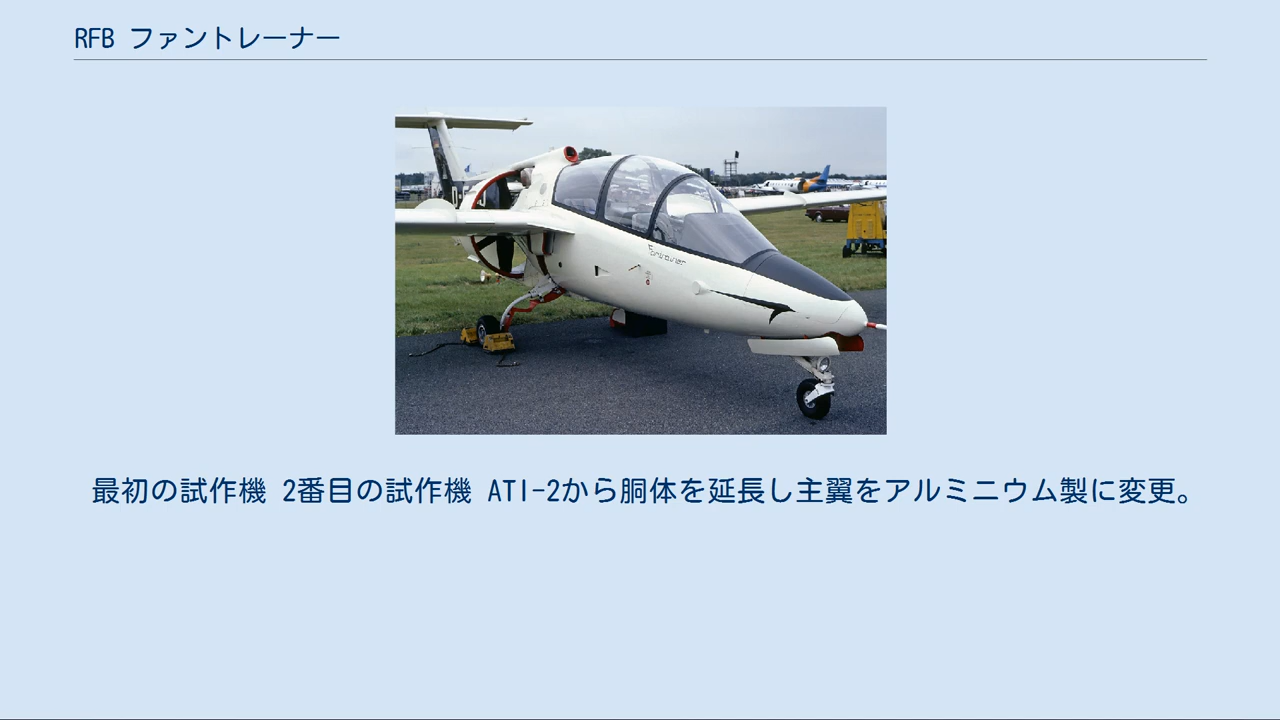 RFB ファントレーナー
Fantrainer
最初の試作機 2番目の試作機 ATI-2から胴体を延長し主翼をアルミニウム製に変更。